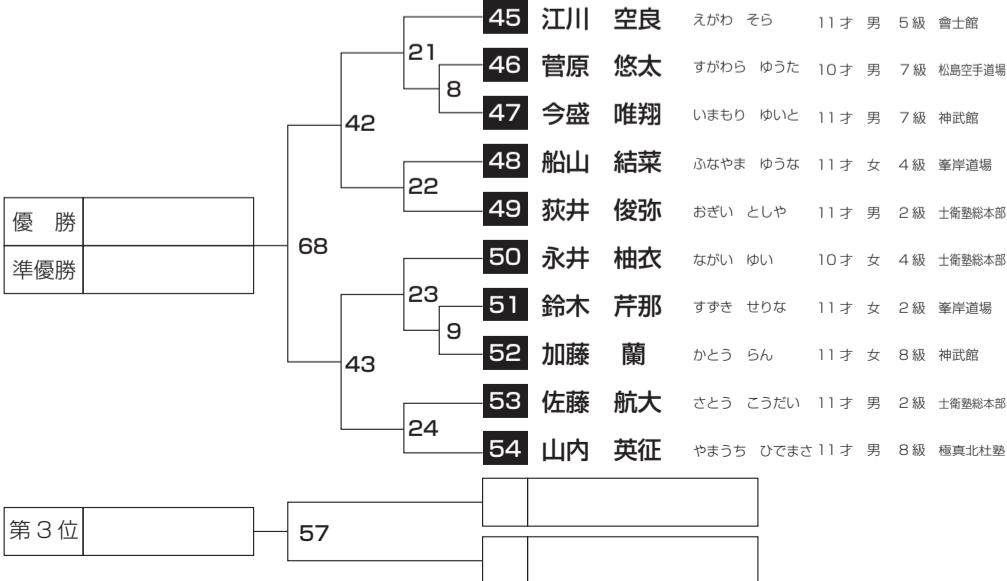 45 江川 空良 えがわ そら 11才 男 5級 會士館
21
46 菅原 悠太 すがわら ゆうた 10才 男 7級 松島空手道場
8
47 今盛 唯翔 いまもり ゆいと 11才 男 7級 神武館
42
48 船山 結菜 ふなやま ゆうな 11才 女 4級 峯岸道場
22
49 荻井 俊弥 おぎい としや 11才 男 2級 士衛塾総本部
優 勝
68
準優勝
50 永井 柚衣 ながい ゆい 10才 女 4級 士衛塾総本部
23
51 鈴木 芹那 すずき せりな 11才 女 2級 峯岸道場
9
52 加藤 蘭 かとう らん 11才 女 8級 神武館
43
53 佐藤 航大 さとう こうだい 11才 男 2級 士衛塾総本部
24
54 山内 英征 やまうち ひでまさ 11才 男 8級 極真北杜塾
第3位
57